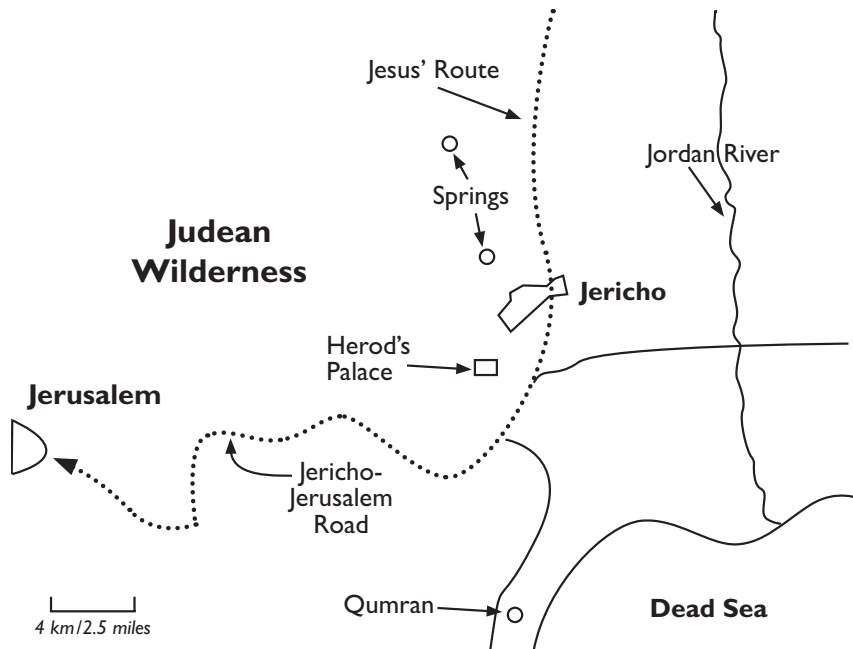 Jesus’ Route
Jordan River
Springs
Judean
Wilderness
Jericho
Herod’s
Palace
Jerusalem
Jericho-
Jerusalem
Road
Qumran
Dead Sea
4 km/2.5 miles